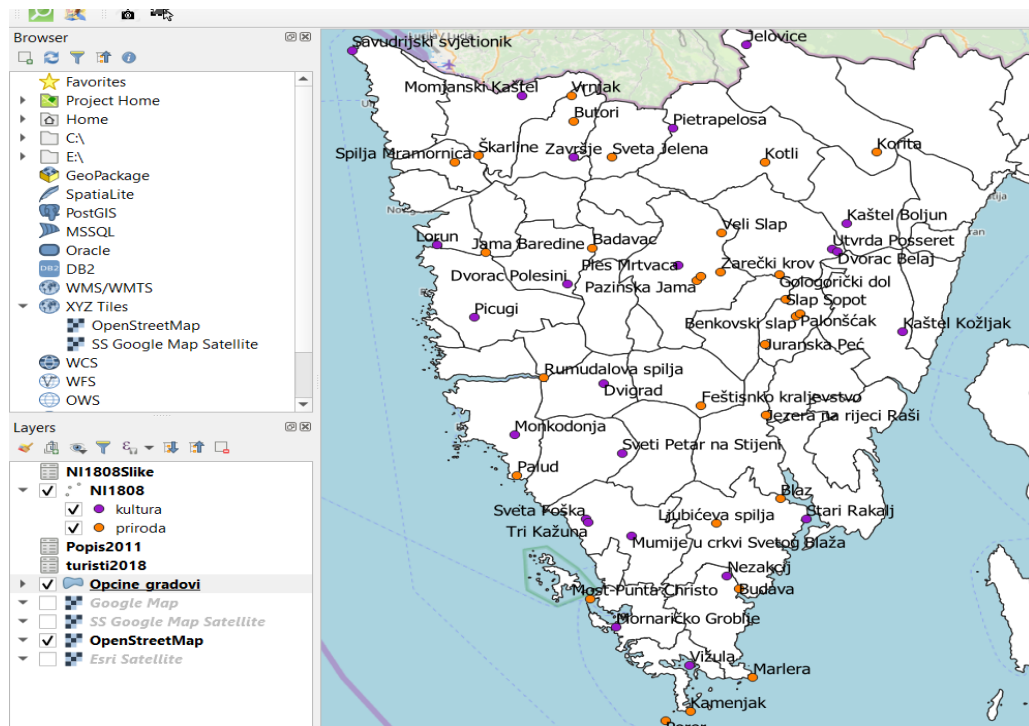 Browser
Favorites
Project Home
Home
C:\
E:\
GeoPackage
SpatiaLite
PostGIS
MSSQL
Oracle
DB2
DB2
WMS/WMTS
XYZ Tiles
OpenStreetMap
SS Google Map Satellite
WCS
WFS
OWS
Layers
NI1808Slike
NI1808
kultura
priroda
Popis2011
turisti2018
Opcine_gradovi
Google Map
SS Google Map Satellite
OpenStreetMap
Esri Satellite
Savudrijski svjetionik
Jelovice
Momjanski Kaštel
Vrnjak
Butori
Pietrapelosa
Škarline
Završje
Sveta Jelena
Spilja Mramornica
Kotli
Korita
Kaštel Boljun
Veli Slap
Lorun
Jama Baredine
Badavac
Utvrda Posseret
Dvorac Belaj
Ples Mrtvaca
Zarečki krov
Dvorac Polesini
Pazinska Jama
Gologorički dol
Slap Sopot
Picugi
Benkovski slap
Palonšćak
Kaštel Kožljak
Juranska Peć
Rumudalova spilja
Dvigrad
Feštisnko kraljevstvo
Jezera na rijeci Raši
Monkodonja
Sveti Petar na Stijeni
Palud
Blaz
Sveta Foška
Ljubićeva spilja
Stari Rakalj
Tri Kažuna
Mumije u crkvi Svetog Blaža
Nezakcij
Most-Punta Christo
Budava
Mornaričko Groblje
Vižula
Marlera
Kamenjak